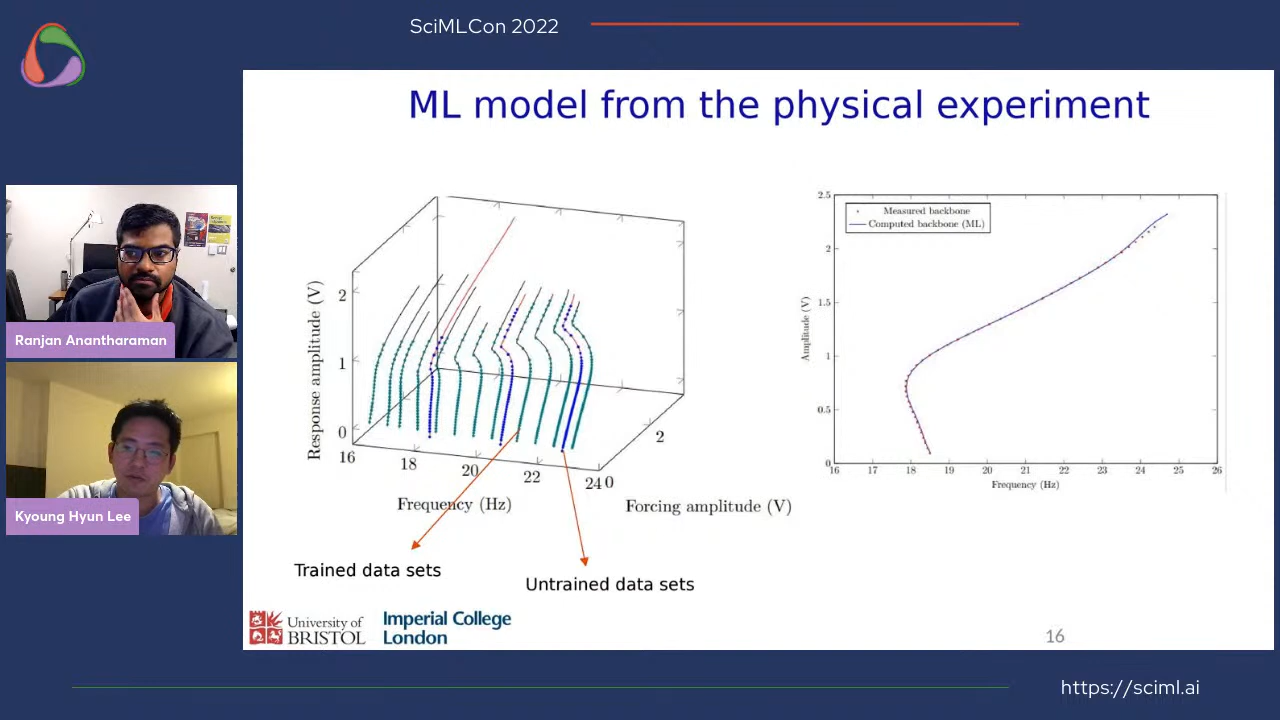 SciMLCon 2022
ML model from the physical experiment
Ranjan Anantharaman
Kyoung Hyun Lee
Response amplitude (V)
2
1
0
16
18
20
22
24
0
2
Frequency (Hz)
Forcing amplitude (V)
Trained data sets
Untrained data sets
Measured backbone
Computed backbone (ML)
Amplitude (V)
2.5
2
1.5
1
0.5
0
16 17 18 19 20 21 22 23 24 25 26
Frequency (Hz)
University of BRISTOL
Imperial College London
16
https://sciml.ai